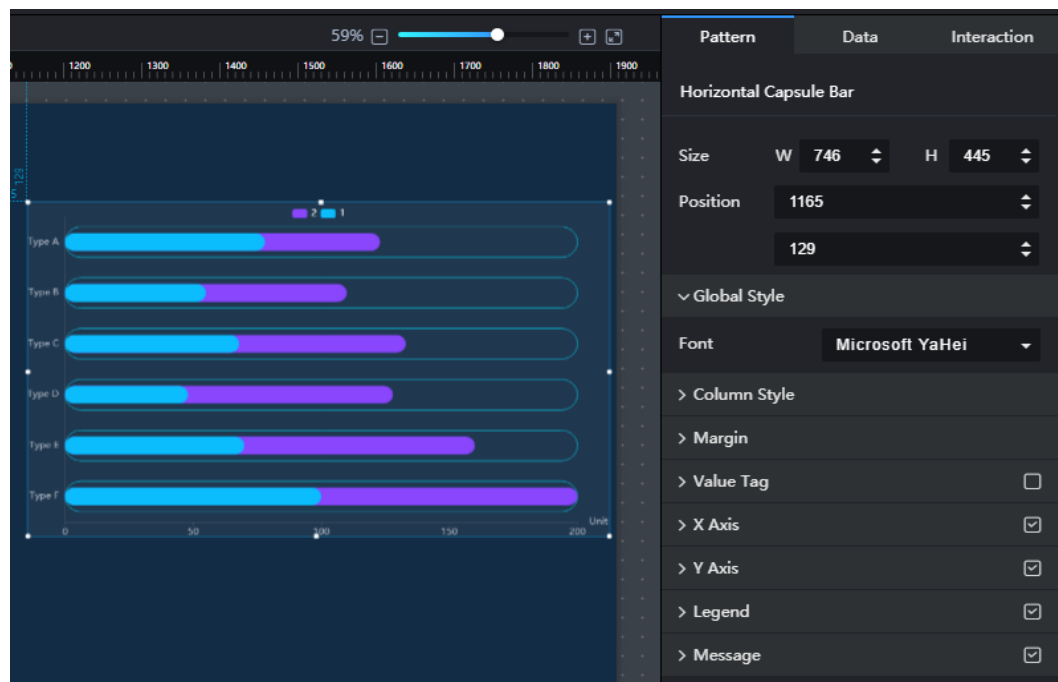 59%
1200 1300 1400 1500 1600 1700 1800 1900
129
2 1
Type A
Type B
Type C
Type D
Type E
Type F
Unit
0 50 100 150 200
Pattern Data Interaction
Horizontal Capsule Bar
Size W 746 H 445
Position 1165
129
Global Style
Font Microsoft YaHei
Column Style
Margin
Value Tag
X Axis
Y Axis
Legend
Message